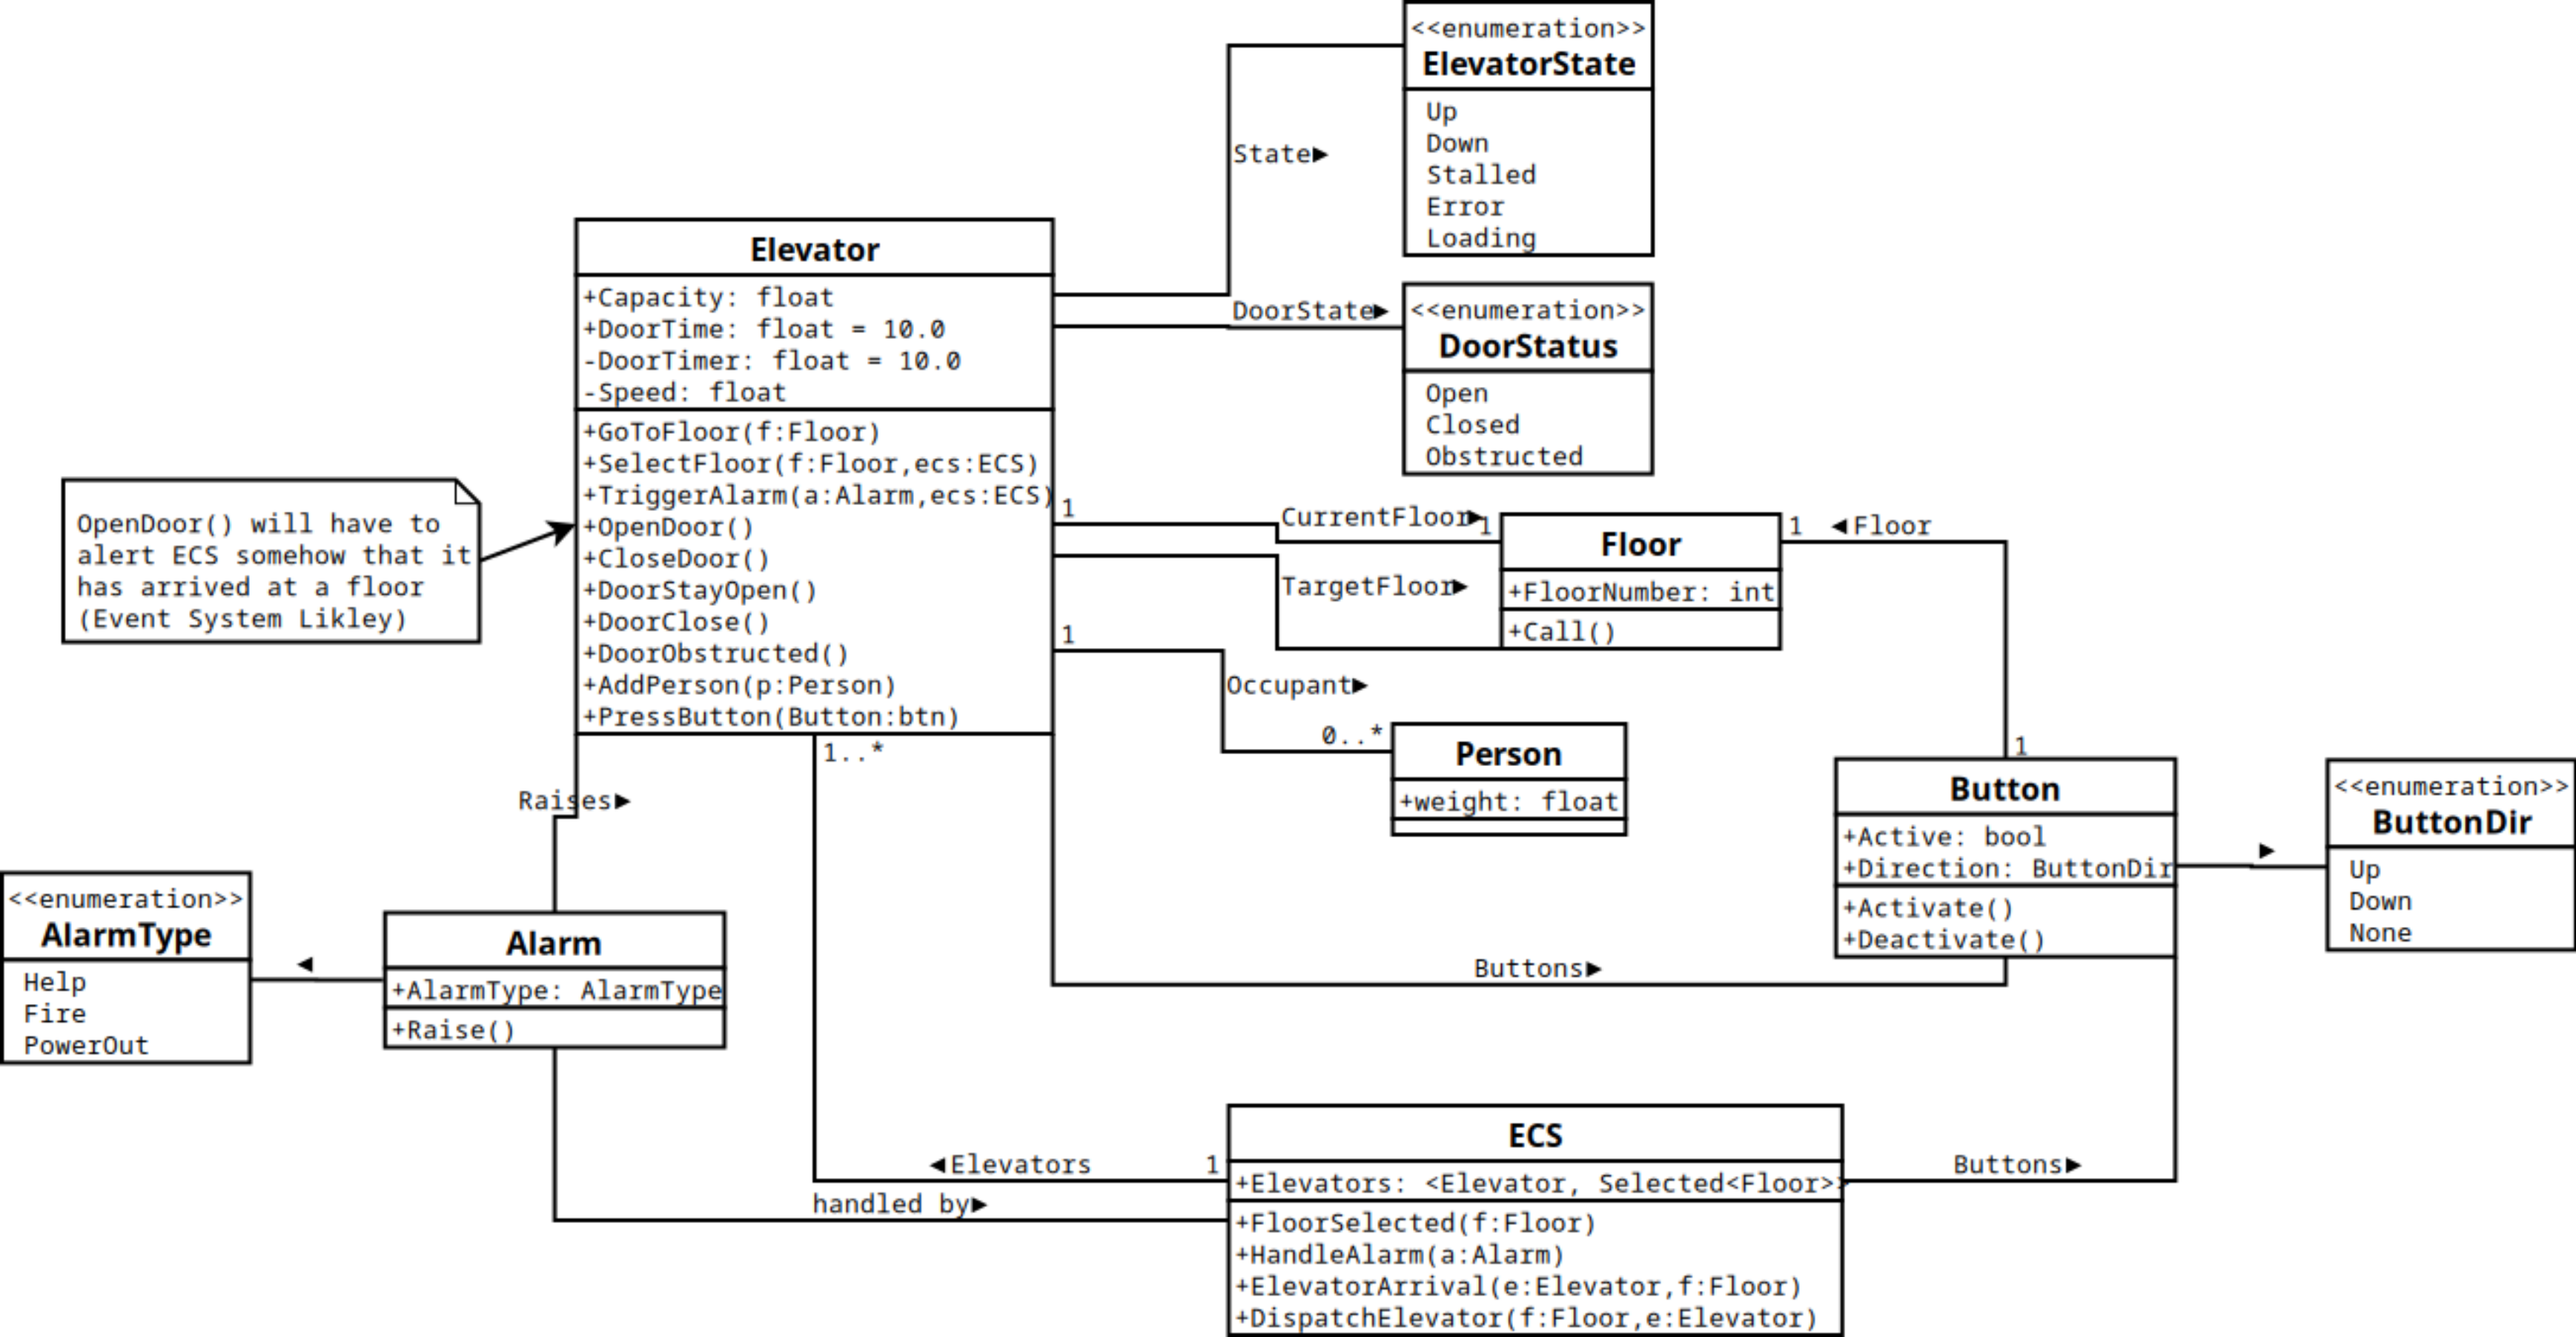 <<enumeration>>
ElevatorState
Up
Down
Stalled
Error
Loading
State►
Elevator
+Capacity: float
+DoorTime: float = 10.0
-DoorTimer: float = 10.0
-Speed: float
+GoToFloor(f:Floor)
+SelectFloor(f:Floor,ecs:ECS)
+TriggerAlarm(a:Alarm,ecs:ECS)
+OpenDoor()
+CloseDoor()
+DoorStayOpen()
+DoorClose()
+DoorObstructed()
+AddPerson(p:Person)
+PressButton(Button:btn)
DoorState►
<<enumeration>>
DoorStatus
Open
Closed
Obstructed
OpenDoor() will have to
alert ECS somehow that it
has arrived at a floor
(Event System Likley)
1
CurrentFloor►
1
Floor
+FloorNumber: int
+Call()
1
◄Floor
TargetFloor►
1
Occupant►
0..*
Person
+weight: float
1
Button
+Active: bool
+Direction: ButtonDir
+Activate()
+Deactivate()
►
<<enumeration>>
ButtonDir
Up
Down
None
1..*
Raises►
<<enumeration>>
AlarmType
Help
Fire
PowerOut
◄
Alarm
+AlarmType: AlarmType
+Raise()
Buttons►
◄Elevators
1
handled by►
ECS
+Elevators: <Elevator, Selected<Floor>>
+FloorSelected(f:Floor)
+HandleAlarm(a:Alarm)
+ElevatorArrival(e:Elevator,f:Floor)
+DispatchElevator(f:Floor,e:Elevator)
Buttons►